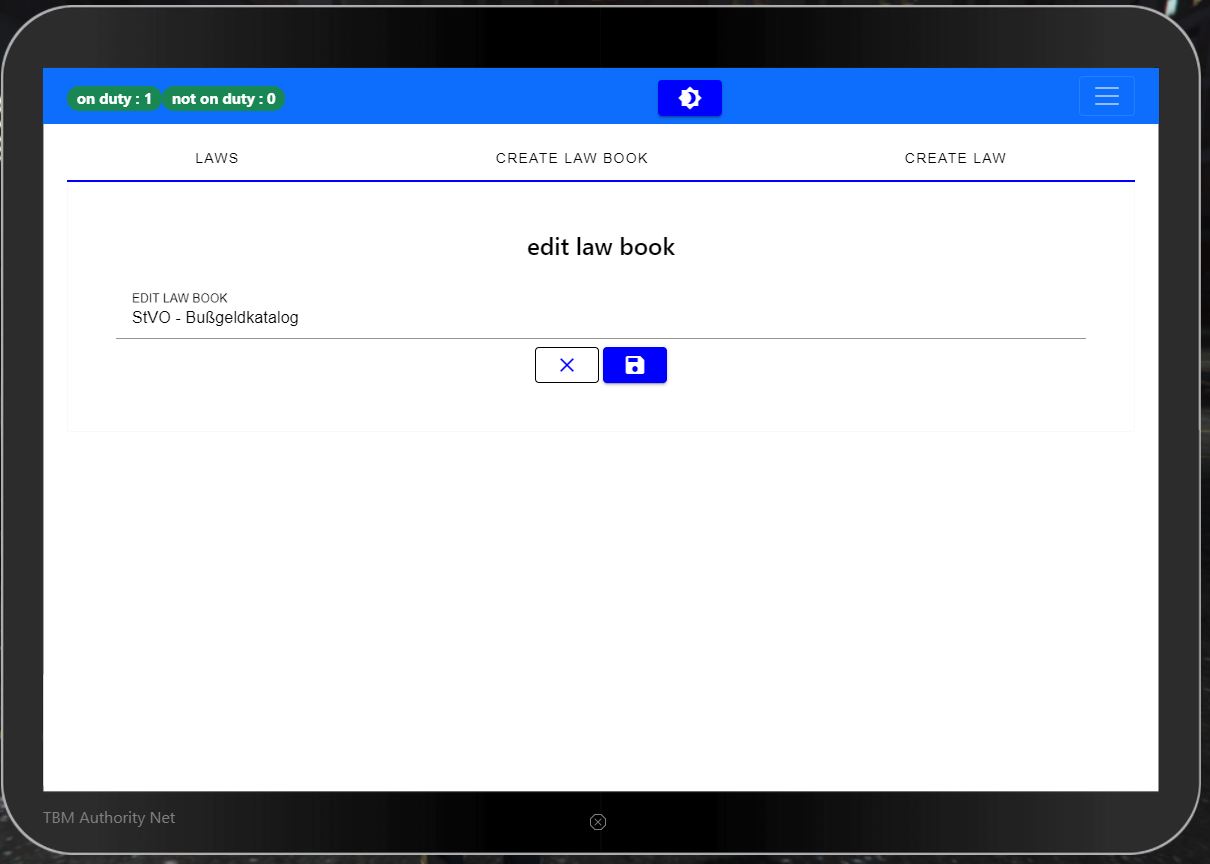 on duty : 1 not on duty : 0
LAWS CREATE LAW BOOK CREATE LAW
edit law book
EDIT LAW BOOK
StVO - Bußgeldkatalog
TBM Authority Net